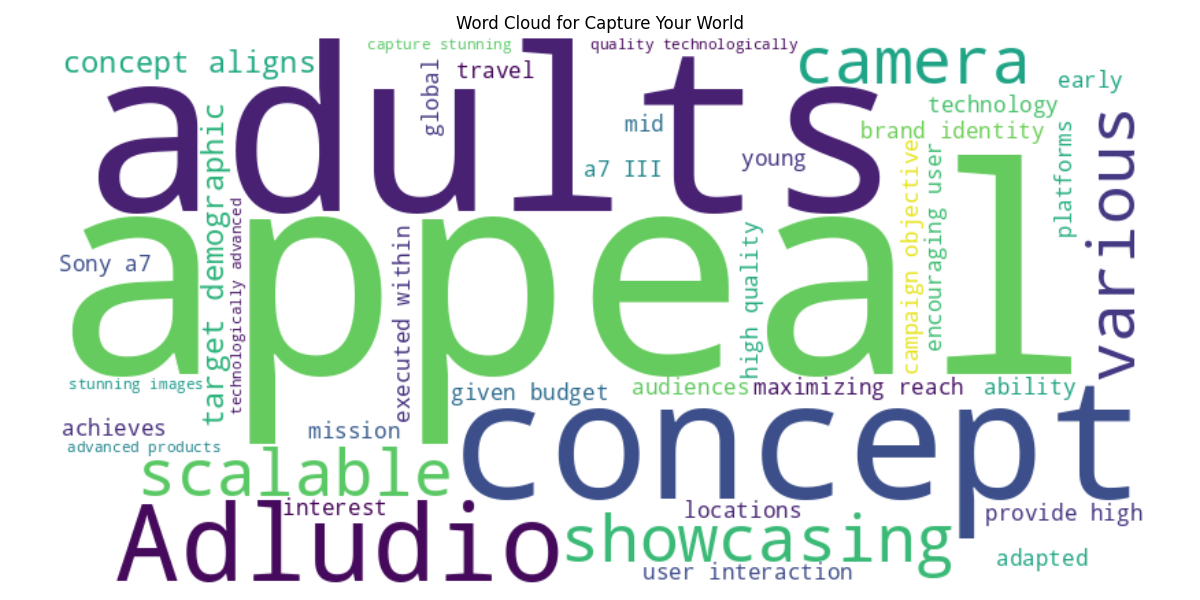 Word Cloud for Capture Your World
capture stunning
quality technologically
concept aligns
global
travel
adults
camera
early
technology
brand identity
mid
a7 III
young
target demographic
technologically advanced
Sony a7
executed within
appeal
high quality
campaign objective
encouraging user
platforms
various
stunning images
given budget
audiences
maximizing reach
ability
achieves
advanced products
mission
concept
scalable
interest
Adludio
showcasing
locations
provide high
user interaction
adapted